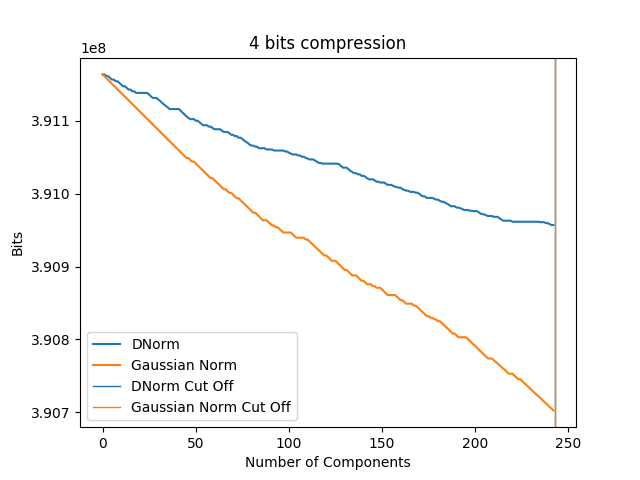 4 bits compression
1e8
3.911
3.910
3.909
3.908
3.907
Bits
DNorm
Gaussian Norm
DNorm Cut Off
Gaussian Norm Cut Off
0 50 100 150 200 250
Number of Components